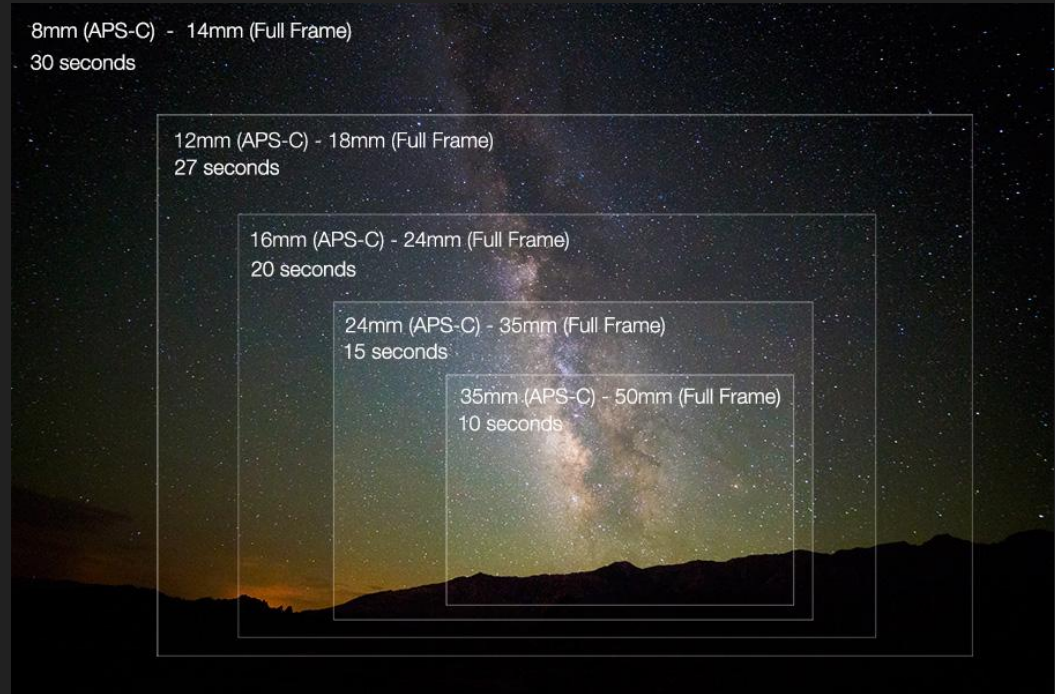 8mm (APS-C) - 14mm (Full Frame)
30 seconds
12mm (APS-C) - 18mm (Full Frame)
27 seconds
16mm (APS-C) - 24mm (Full Frame)
20 seconds
24mm (APS-C) - 35mm (Full Frame)
15 seconds
35mm (APS-C) - 50mm (Full Frame)
10 seconds